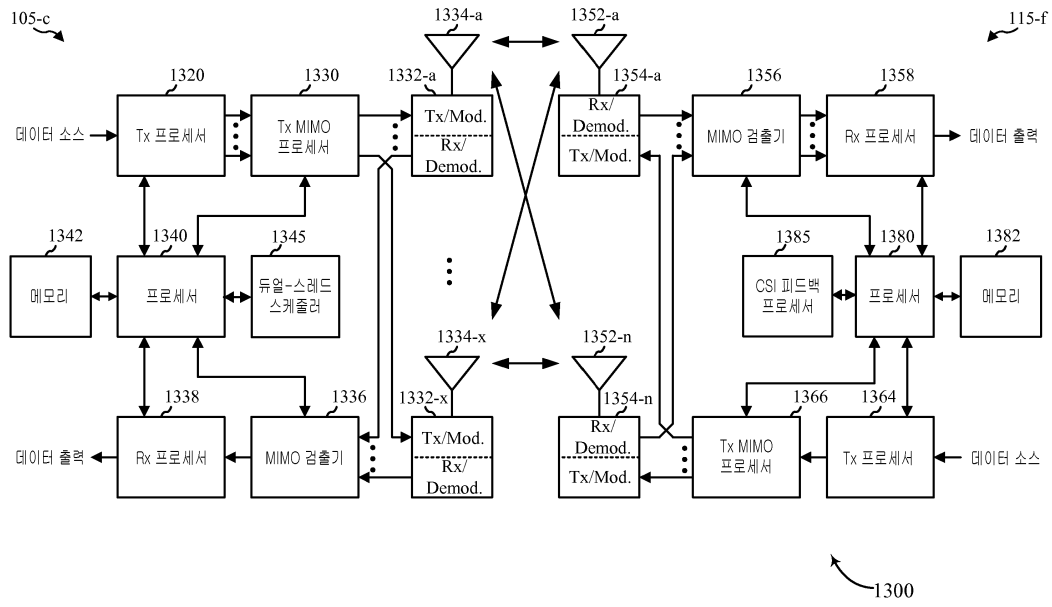 105-c
1334-a
1352-a
115-f
1320
1330
1332-a
1354-a
1356
1358
데이터 소스
Tx 프로세서
Tx MIMO
프로세서
Tx/Mod.
Rx/
Demod.
Rx/
Demod.
Tx/Mod.
MIMO 검출기
Rx 프로세서
데이터 출력
1342
1340
1345
1385
1380
1382
메모리
프로세서
듀얼-스레드
스케줄러
CSI 피드백
프로세서
프로세서
메모리
1334-x
1352-n
1338
1336
1332-x
1354-n
1366
1364
데이터 출력
Rx 프로세서
MIMO 검출기
Tx/Mod.
Rx/
Demod.
Rx/
Demod.
Tx/Mod.
Tx MIMO
프로세서
Tx 프로세서
데이터 소스
1300